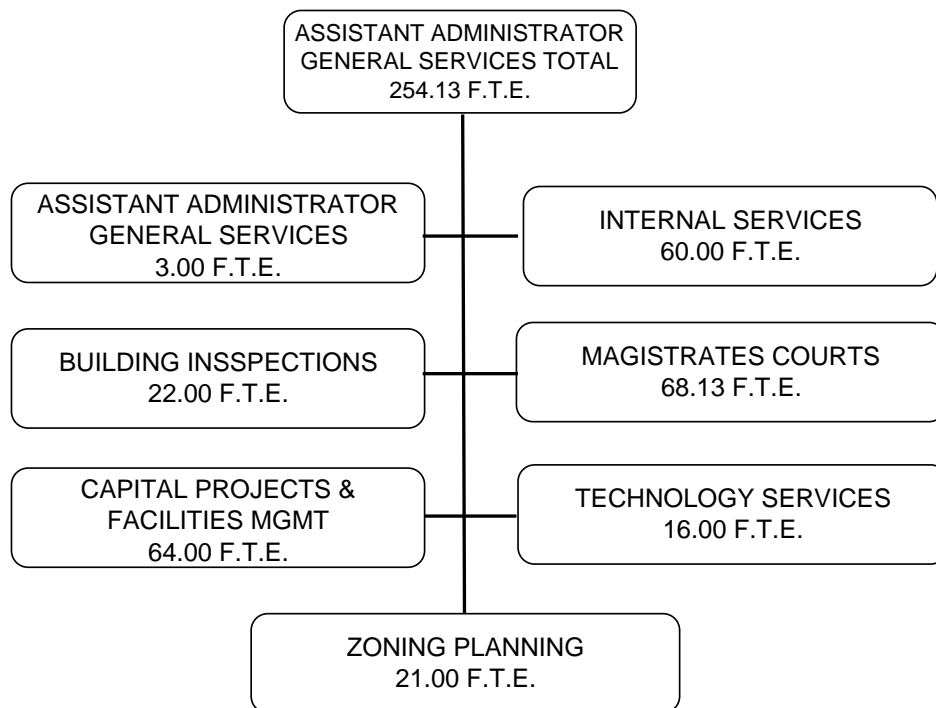 ASSISTANT ADMINISTRATOR
GENERAL SERVICES TOTAL
254.13 F.T.E.
ASSISTANT ADMINISTRATOR
GENERAL SERVICES
3.00 F.T.E.
INTERNAL SERVICES
60.00 F.T.E.
BUILDING INSSPECTIONS
22.00 F.T.E.
MAGISTRATES COURTS
68.13 F.T.E.
CAPITAL PROJECTS &
FACILITIES MGMT
64.00 F.T.E.
TECHNOLOGY SERVICES
16.00 F.T.E.
ZONING PLANNING
21.00 F.T.E.